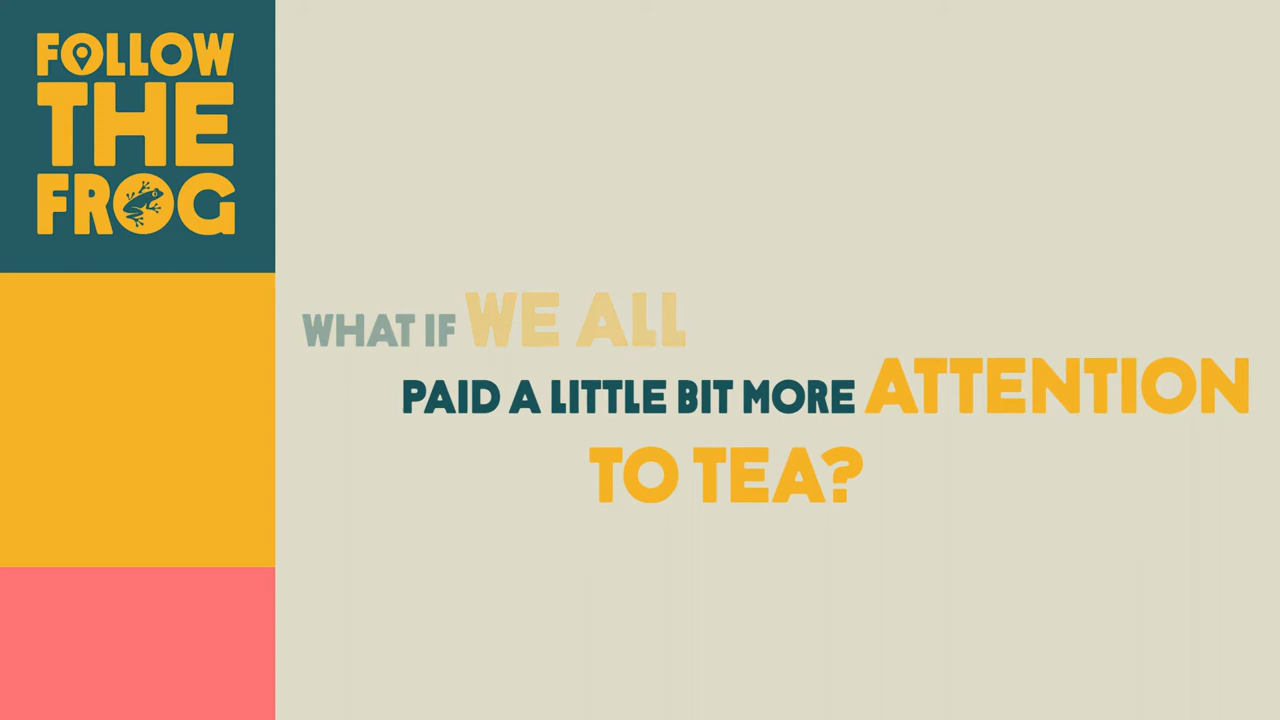 FOLLOW
THE
FROG
WHAT IF WE ALL
PAID A LITTLE BIT MORE ATTENTION
TO TEA?